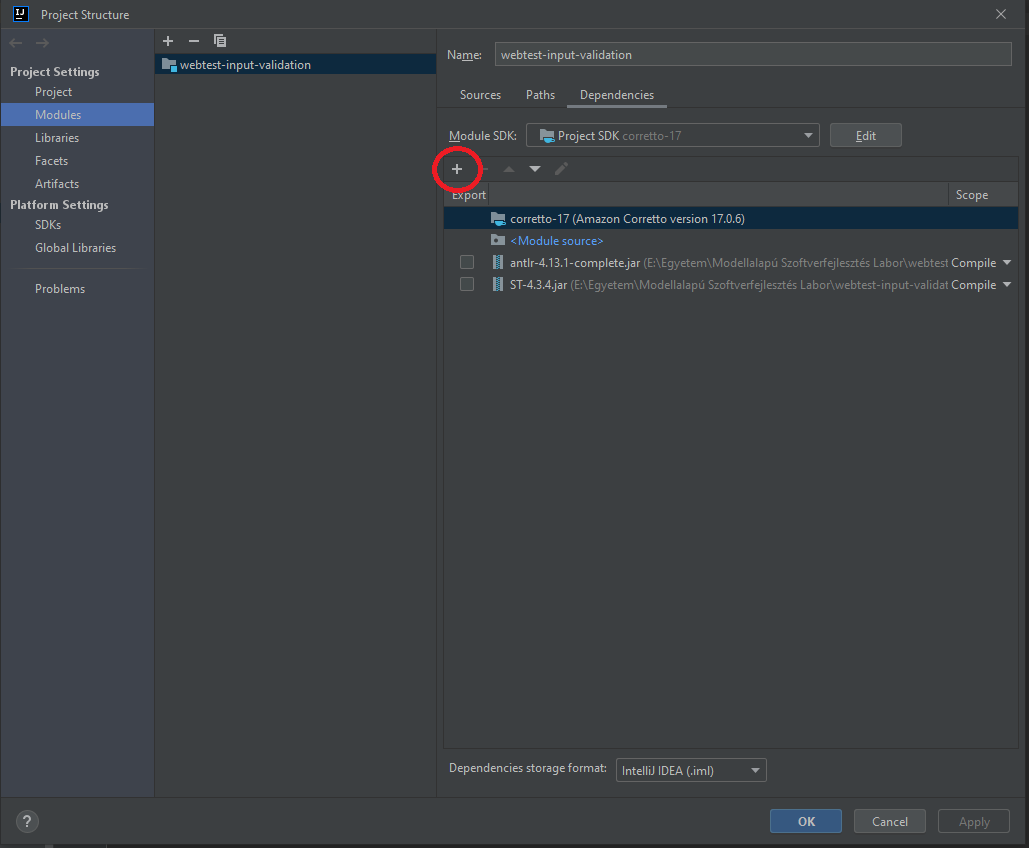 IJ
Project Structure
Project Settings
Project
Modules
Libraries
Facets
Artifacts
Platform Settings
SDKs
Global Libraries
Problems
webtest-input-validation
Name: webtest-input-validation
Sources Paths Dependencies
Module SDK: Project SDK corretto-17 Edit
Export Scope
corretto-17 (Amazon Corretto version 17.0.6)
<Module source>
antlr-4.13.1-complete.jar (E:\Egyetem\Modellalapú Szoftverfejlesztés Labor\webtest Compile
ST-4.3.4.jar (E:\Egyetem\Modellalapú Szoftverfejlesztés Labor\webtest-input-validat Compile
Dependencies storage format: IntelliJ IDEA (.iml)
? OK Cancel Apply